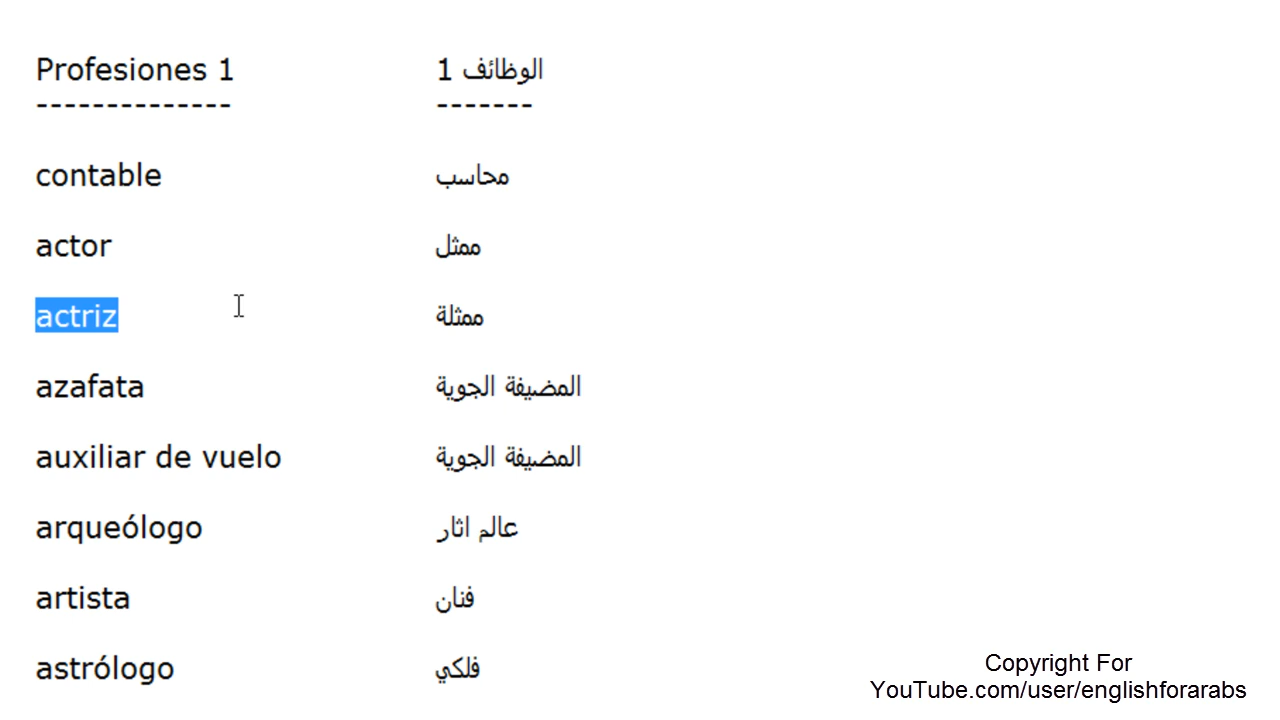 Profesiones 1 الوظائف 1
-------------- -------
contable محاسب
actor ممثل
actriz ممثلة
azafata المضيفة الجوية
auxiliar de vuelo المضيفة الجوية
arqueólogo عالم اثار
artista فنان
astrólogo فلكي
Copyright For
YouTube.com/user/englishforarabs